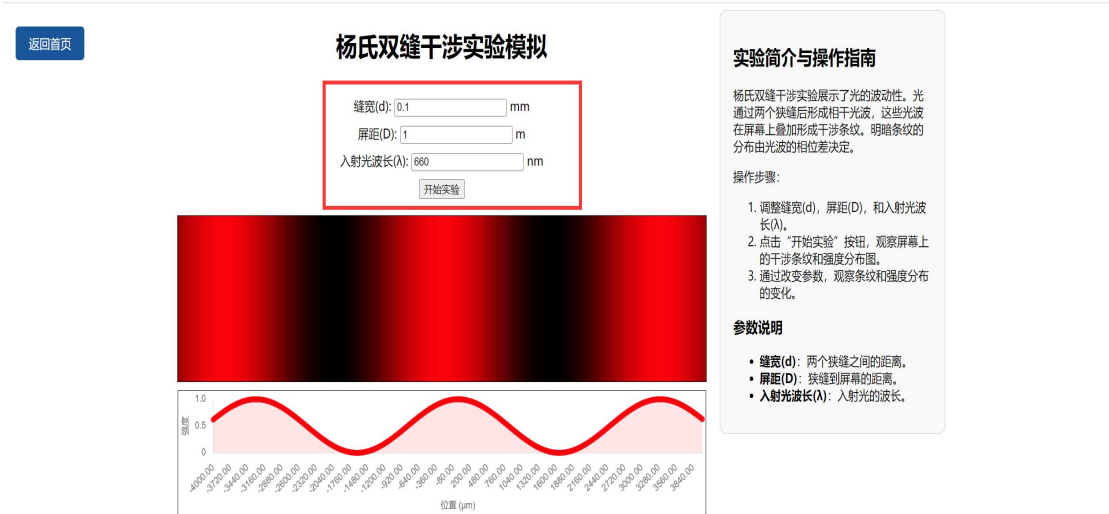 返回首页
杨氏双缝干涉实验模拟
缝宽(d): 0.1 mm
屏距(D): 1 m
入射光波长(λ): 660 nm
开始实验
1.0
0.5
0
强度
-4000.00 -3720.00 -3440.00 -3160.00 -2880.00 -2600.00 -2320.00 -2040.00 -1760.00 -1480.00 -1200.00 -920.00 -640.00 -360.00 -80.00 200.00 480.00 760.00 1040.00 1320.00 1600.00 1880.00 2160.00 2440.00 2720.00 3000.00 3280.00 3560.00 3840.00
位置 (μm)
实验简介与操作指南
杨氏双缝干涉实验展示了光的波动性。光
通过两个狭缝后形成相干光波，这些光波
在屏幕上叠加形成干涉条纹。明暗条纹的
分布由光波的相位差决定。
操作步骤：
1. 调整缝宽(d)，屏距(D)，和入射光波
长(λ)。
2. 点击“开始实验”按钮，观察屏幕上
的干涉条纹和强度分布图。
3. 通过改变参数，观察条纹和强度分布
的变化。
参数说明
• 缝宽(d)：两个狭缝之间的距离。
• 屏距(D)：狭缝到屏幕的距离。
• 入射光波长(λ)：入射光的波长。